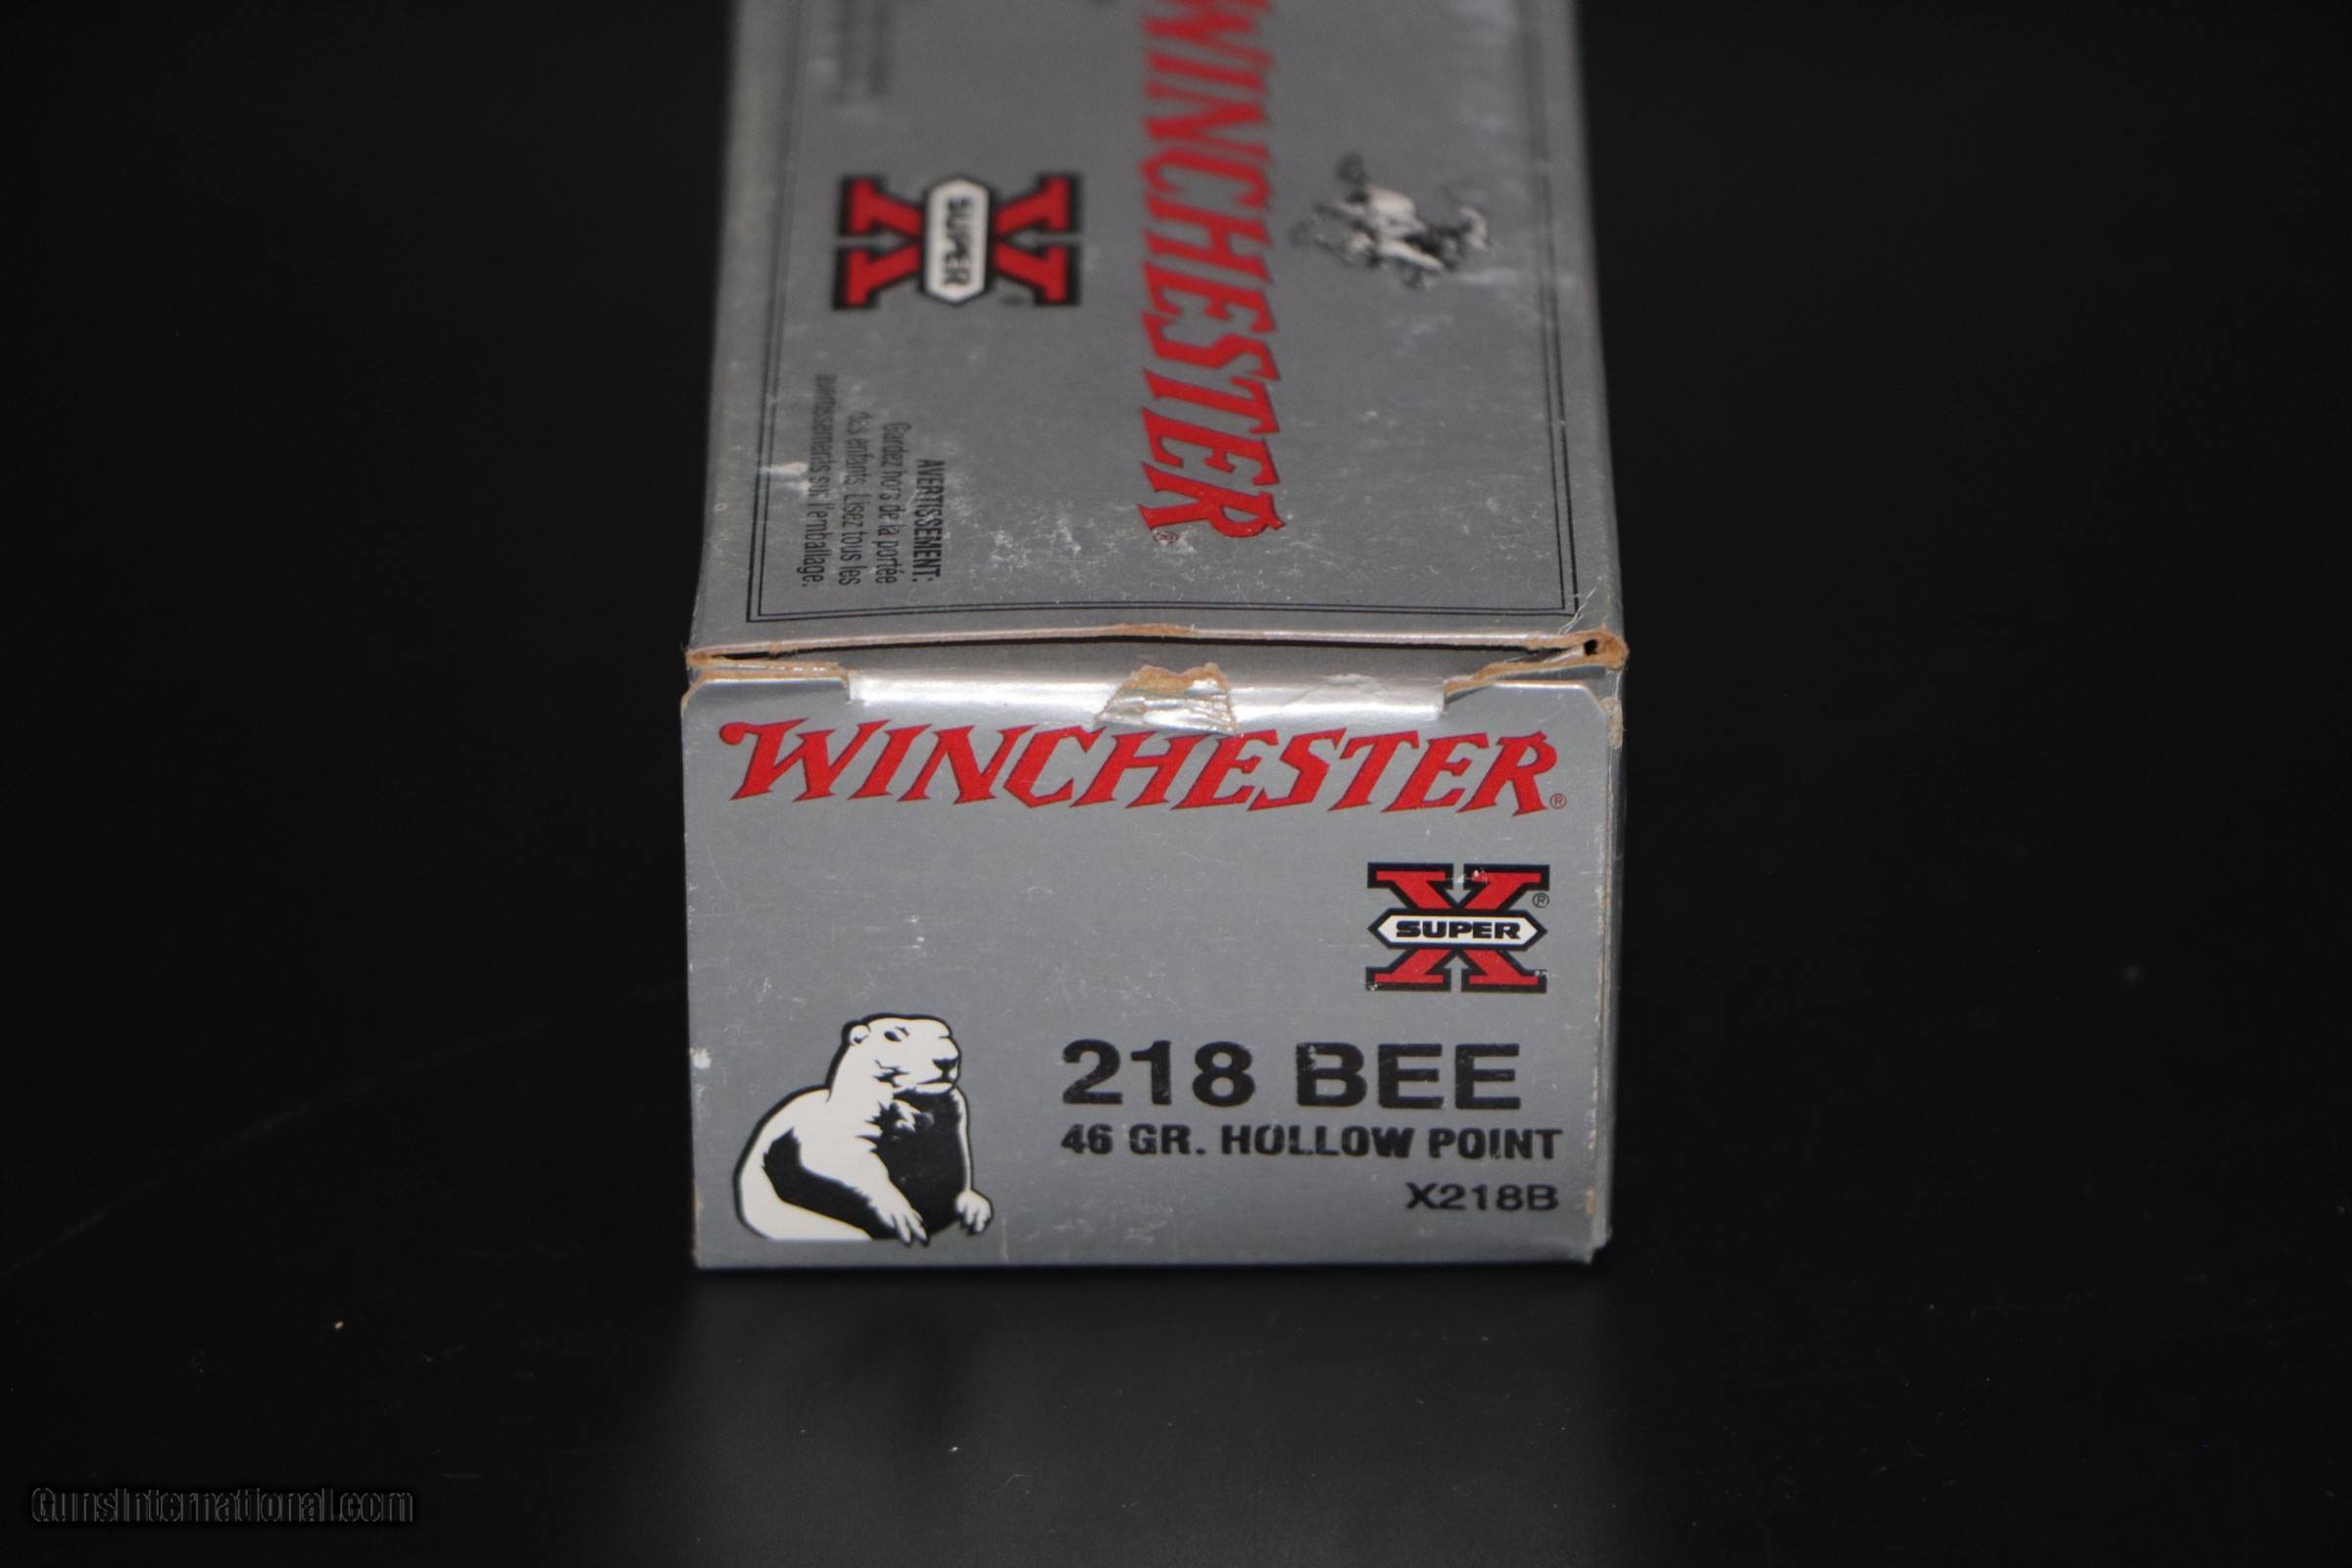 WINCHESTER®
X
SUPER
AVERTISSEMENT:
Gardez hors de la portée
des enfants. Lisez tous les
avertissements sur l'emballage.
WINCHESTER®
X®
SUPER
218 BEE
46 GR. HOLLOW POINT
X218B
GunsInternational.com